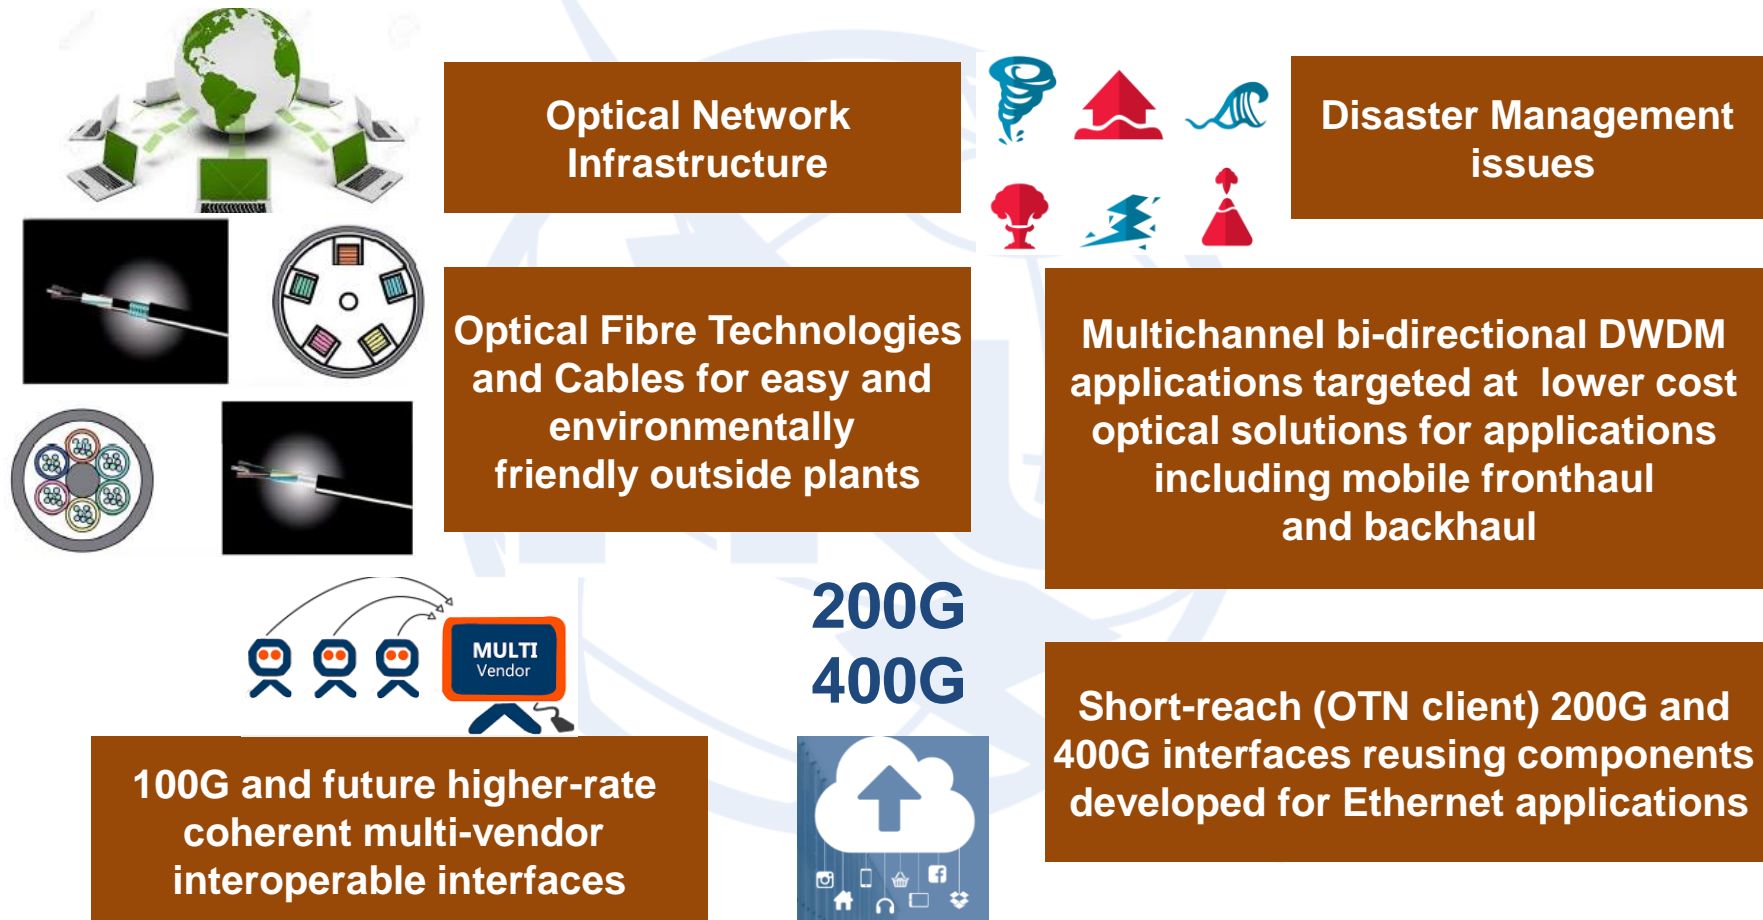 Optical Network
Infrastructure
Disaster Management
issues
Optical Fibre Technologies
and Cables for easy and
environmentally
friendly outside plants
Multichannel bi-directional DWDM
applications targeted at lower cost
optical solutions for applications
including mobile fronthaul
and backhaul
MULTI
Vendor
200G
400G
100G and future higher-rate
coherent multi-vendor
interoperable interfaces
Short-reach (OTN client) 200G and
400G interfaces reusing components
developed for Ethernet applications